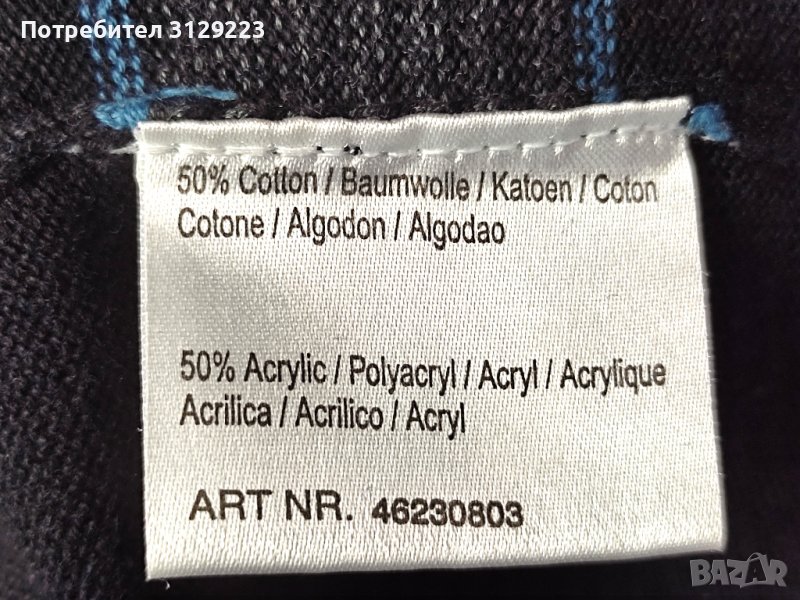 Потребител 3129223
50% Cotton / Baumwolle / Katoen / Coton
Cotone / Algodon / Algodao
50% Acrylic / Polyacryl / Acryl / Acrylique
Acrilica / Acrilico / Acryl
ART NR. 46230803
BAZAR